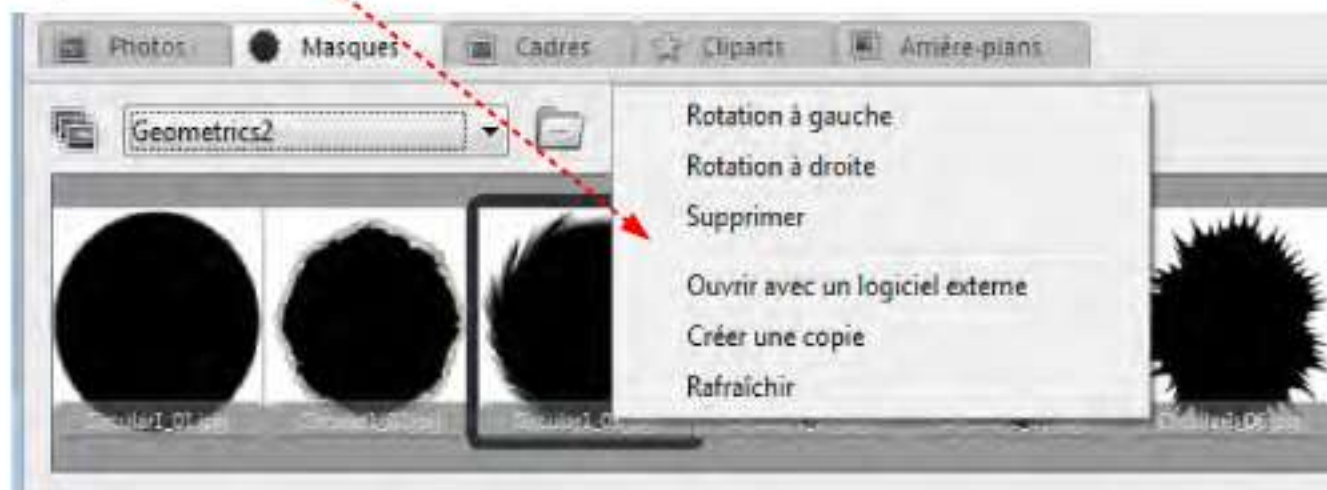 Photos Masques Cadres Cliparts Arrière-plans
Geometrics2
Rotation à gauche
Rotation à droite
Supprimer
Ouvrir avec un logiciel externe
Créer une copie
Rafraîchir